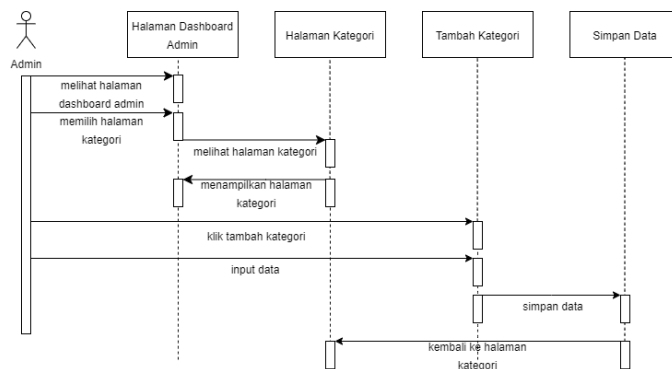 Halaman Dashboard
Admin
Halaman Kategori
Tambah Kategori
Simpan Data
Admin
melihat halaman
dashboard admin
memilih halaman
kategori
melihat halaman kategori
menampilkan halaman
kategori
klik tambah kategori
input data
simpan data
kembali ke halaman
kategori